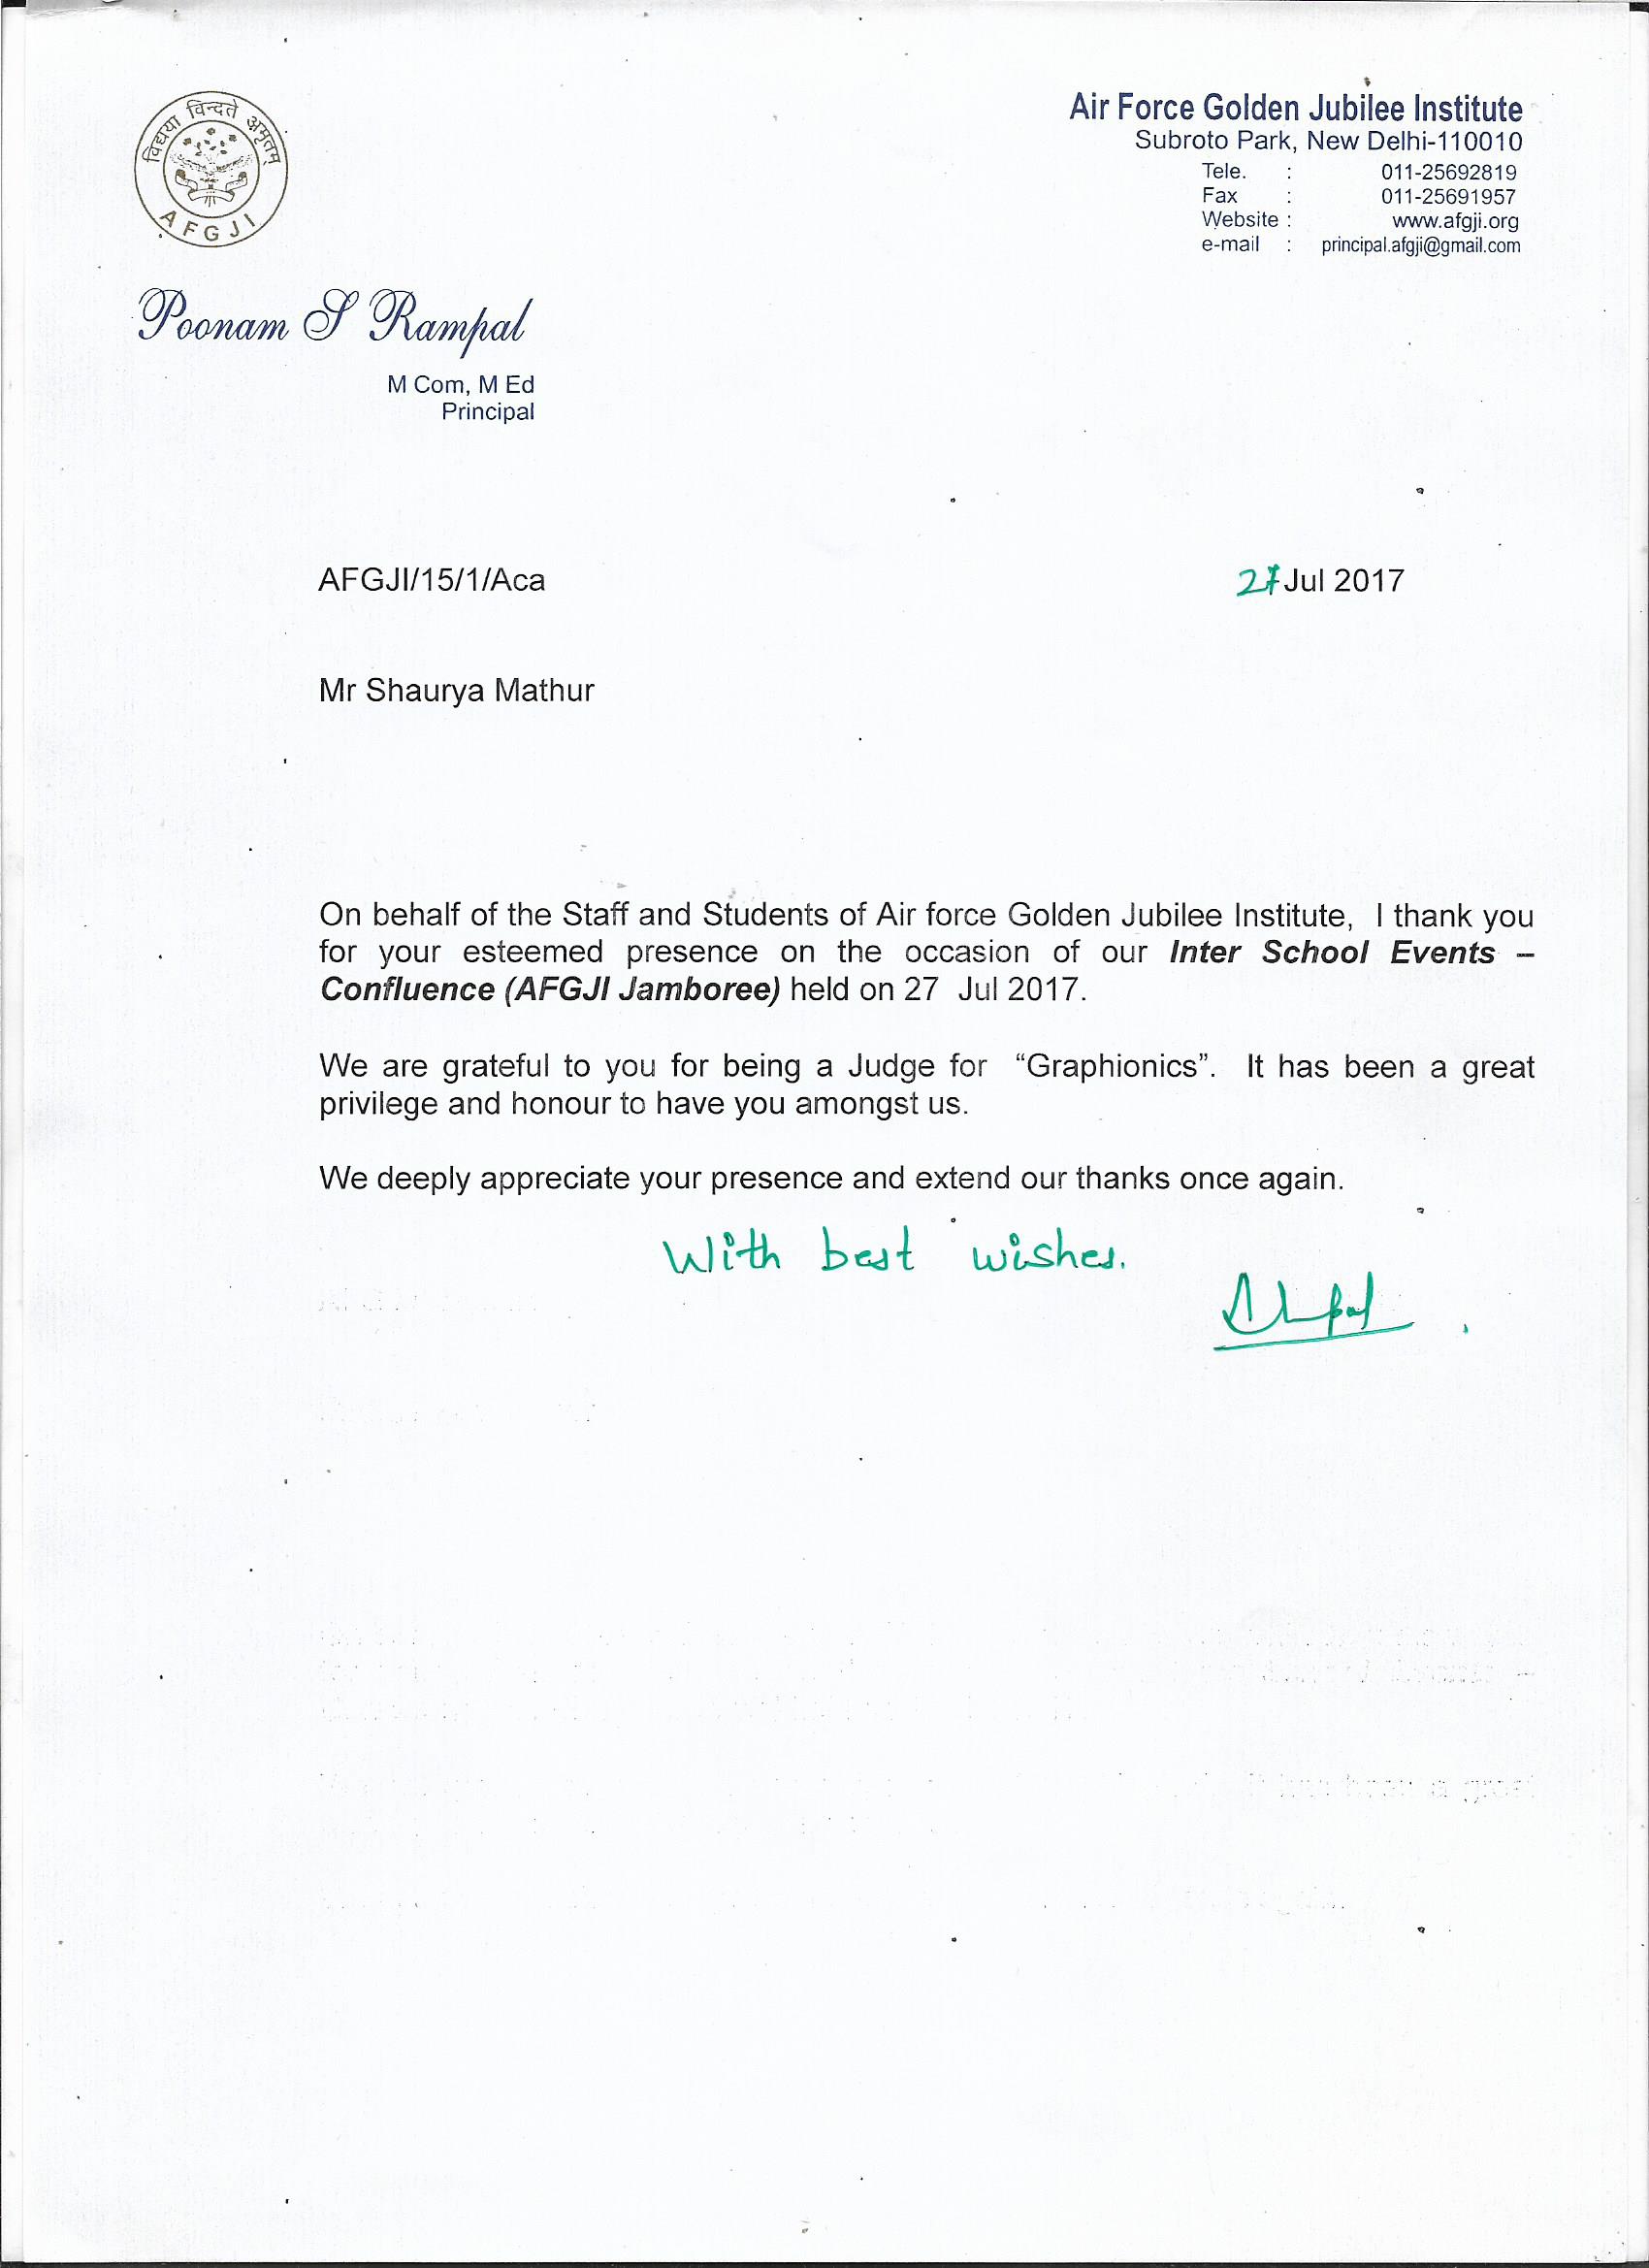 विद्यया विन्दते अमृतम्
AFGJI
Air Force Golden Jubilee Institute
Subroto Park, New Delhi-110010
Tele. : 011-25692819
Fax : 011-25691957
Website : www.afgji.org
e-mail : principal.afgji@gmail.com
Poonam S Rampal
M Com, M Ed
Principal
AFGJI/15/1/Aca 27 Jul 2017
Mr Shaurya Mathur
On behalf of the Staff and Students of Air force Golden Jubilee Institute, I thank you
for your esteemed presence on the occasion of our Inter School Events –
Confluence (AFGJI Jamboree) held on 27 Jul 2017.
We are grateful to you for being a Judge for “Graphionics”. It has been a great
privilege and honour to have you amongst us.
We deeply appreciate your presence and extend our thanks once again.
With best wishes.